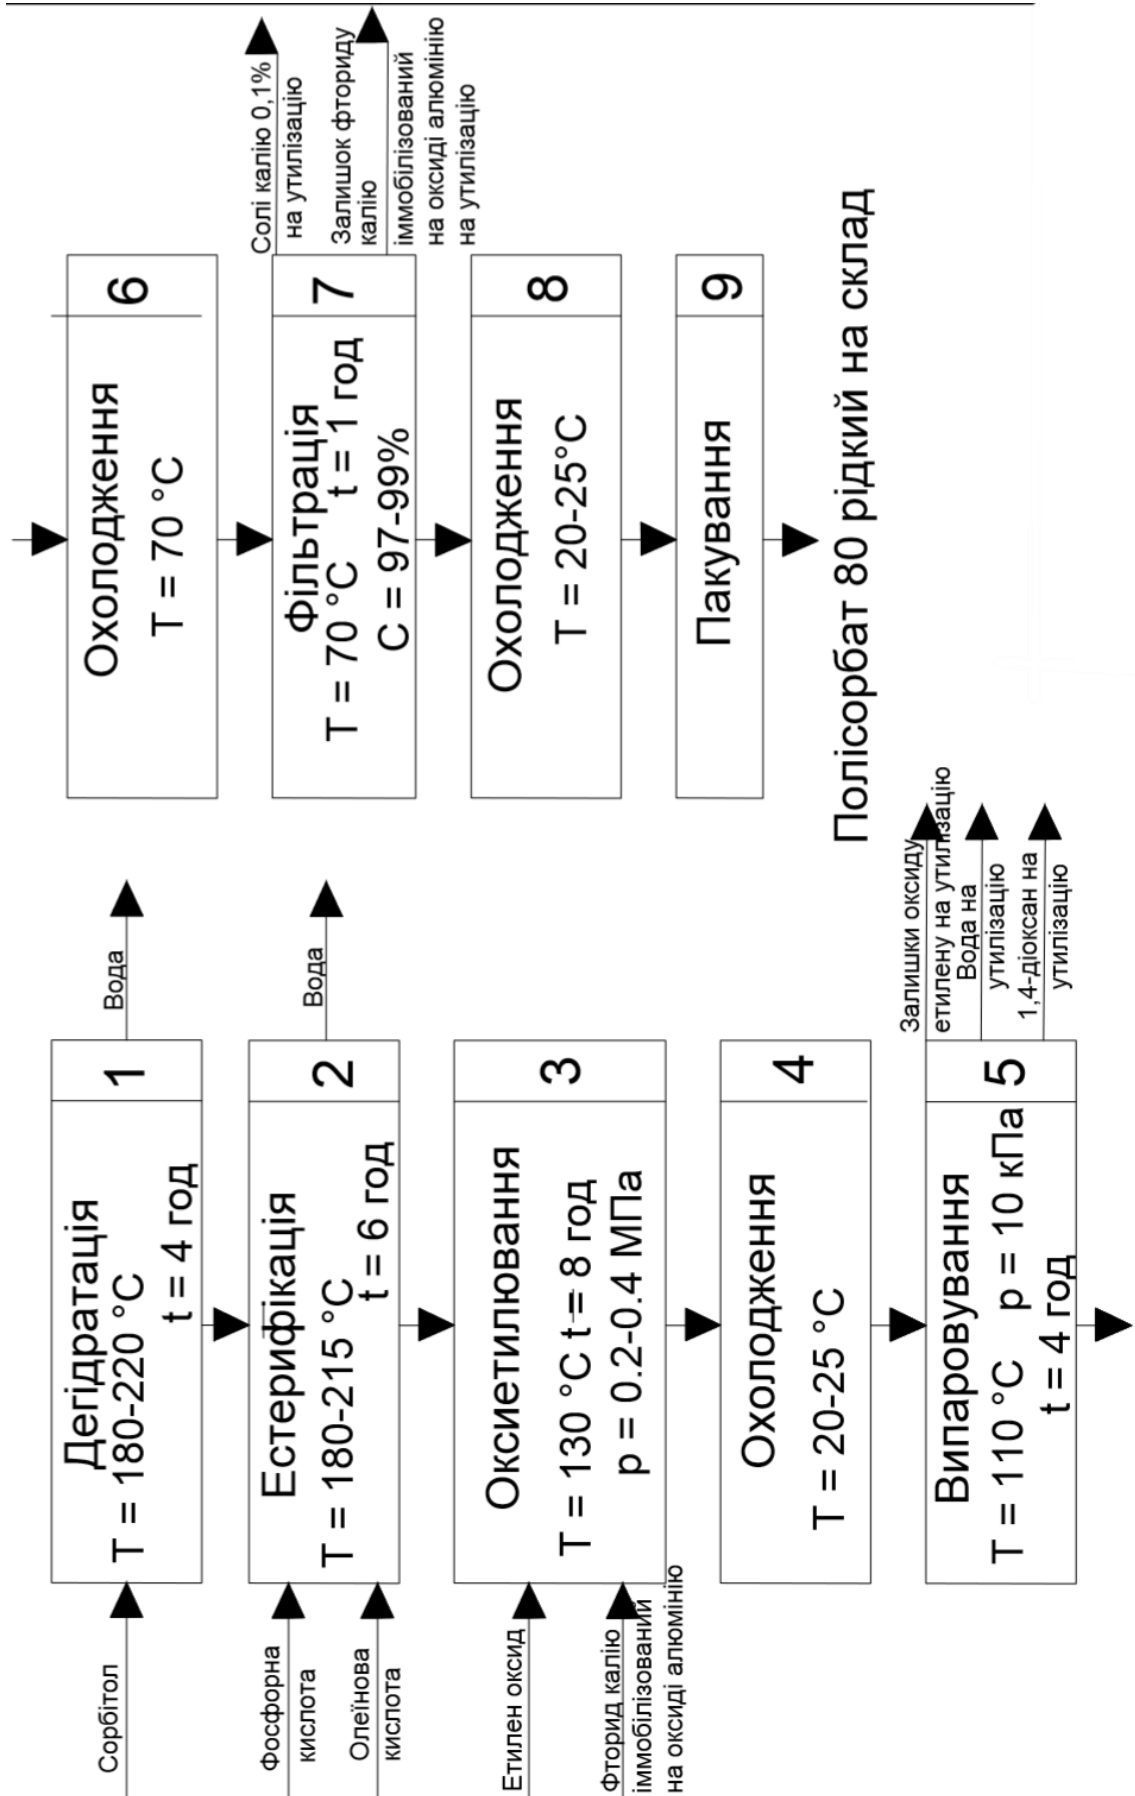 Сорбітол
Дегідратація
T = 180-220 °C
t = 4 год
1
Вода
Фосфорна
кислота
Олеїнова
кислота
Естерифікація
T = 180-215 °C
t = 6 год
2
Вода
Етилен оксид
Фторид калію
іммобілізований
на оксиді алюмінію
Оксиетилювання
T = 130 °C t= 8 год
p = 0.2-0.4 МПа
3
Охолодження
T = 20-25 °C
4
Випаровування
T = 110 °C p = 10 кПа
t = 4 год
5
Залишки оксиду
етилену на утилізацію
Вода на
утилізацію
1,4-діоксан на
утилізацію
Охолодження
T = 70 °C
6
Фільтрація
T = 70 °C t = 1 год
C = 97-99%
7
Солі калію 0,1%
на утилізацію
Залишок фториду
калію
іммобілізований
на оксиді алюмінію
на утилізацію
Охолодження
T = 20-25°C
8
Пакування
9
Полісорбат 80 рідкий на склад